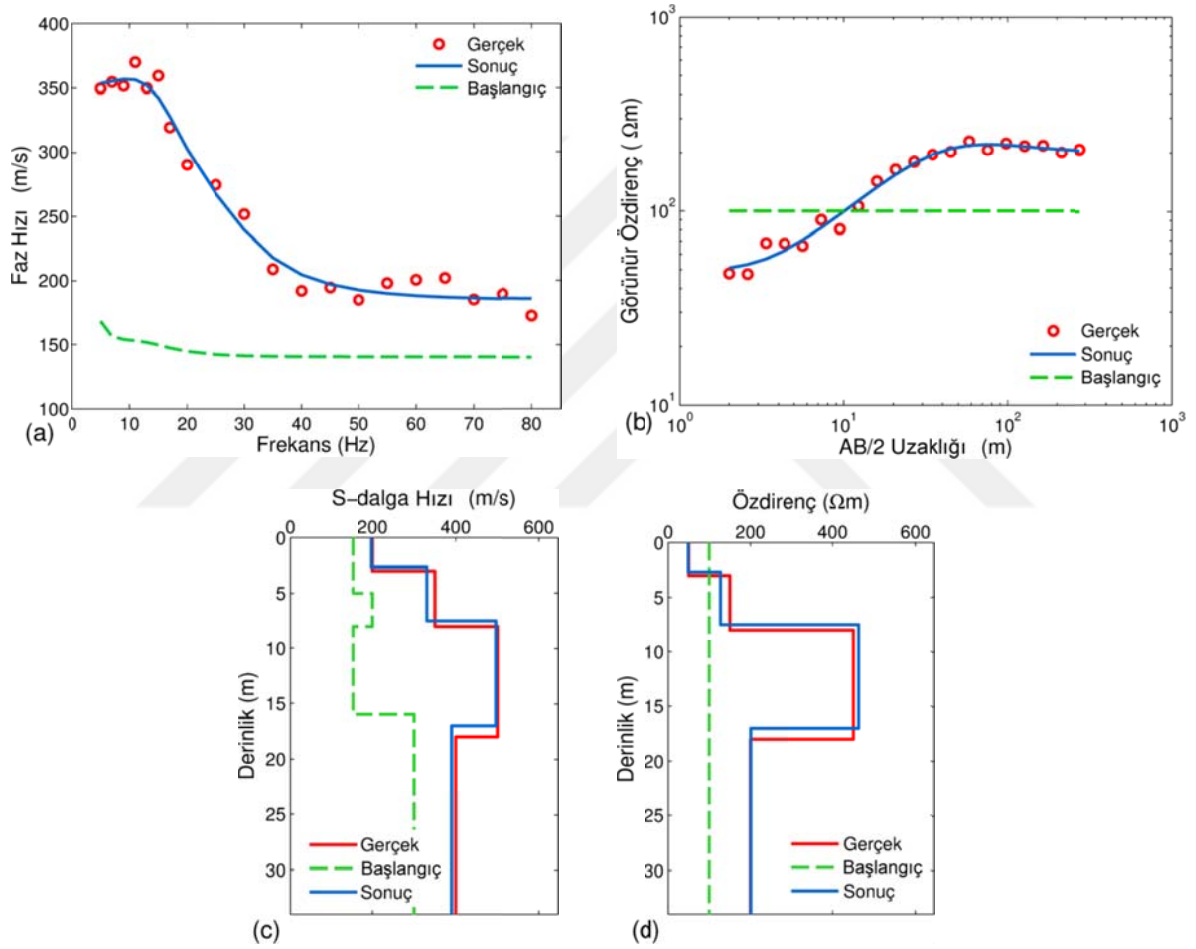 400
350
300
250
200
150
100
Faz Hızı (m/s)
Gerçek
Sonuç
Başlangıç
0 10 20 30 40 50 60 70 80
(a) Frekans (Hz)
10³
10²
10¹
Görünür Özdirenç ( Ωm)
Gerçek
Sonuç
Başlangıç
10⁰ 10¹ 10² 10³
(b) AB/2 Uzaklığı (m)
S−dalga Hızı (m/s)
0 200 400 600
0
5
10
15
20
25
30
Derinlik (m)
Gerçek
Başlangıç
Sonuç
(c)
Özdirenç (Ωm)
0 200 400 600
0
5
10
15
20
25
30
Derinlik (m)
Gerçek
Başlangıç
Sonuç
(d)